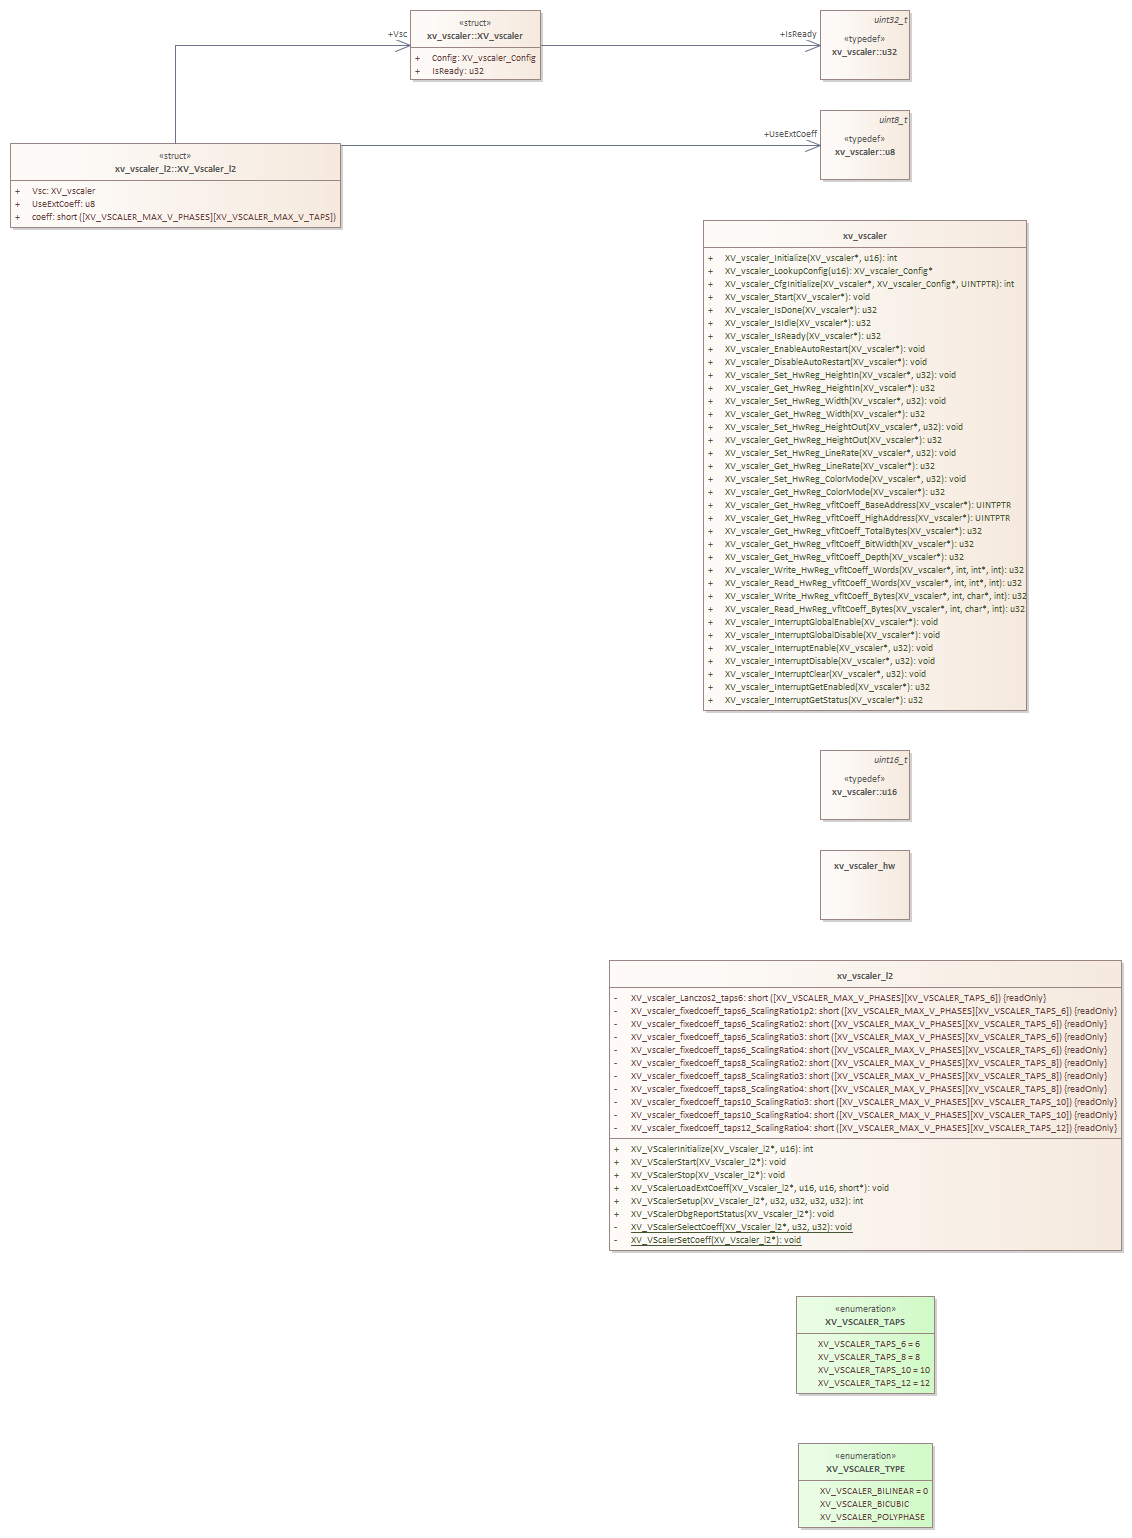 «struct»
xv_vscaler::XV_vscaler
+ Config: XV_vscaler_Config
+ IsReady: u32
+Vsc
+IsReady
uint32_t
«typedef»
xv_vscaler::u32
uint8_t
«typedef»
xv_vscaler::u8
+UseExtCoeff
«struct»
xv_vscaler_l2::XV_Vscaler_l2
+ Vsc: XV_vscaler
+ UseExtCoeff: u8
+ coeff: short ([XV_VSCALER_MAX_V_PHASES][XV_VSCALER_MAX_V_TAPS])
xv_vscaler
+ XV_vscaler_Initialize(XV_vscaler*, u16): int
+ XV_vscaler_LookupConfig(u16): XV_vscaler_Config*
+ XV_vscaler_CfgInitialize(XV_vscaler*, XV_vscaler_Config*, UINTPTR): int
+ XV_vscaler_Start(XV_vscaler*): void
+ XV_vscaler_IsDone(XV_vscaler*): u32
+ XV_vscaler_IsIdle(XV_vscaler*): u32
+ XV_vscaler_IsReady(XV_vscaler*): u32
+ XV_vscaler_EnableAutoRestart(XV_vscaler*): void
+ XV_vscaler_DisableAutoRestart(XV_vscaler*): void
+ XV_vscaler_Set_HwReg_HeightIn(XV_vscaler*, u32): void
+ XV_vscaler_Get_HwReg_HeightIn(XV_vscaler*): u32
+ XV_vscaler_Set_HwReg_Width(XV_vscaler*, u32): void
+ XV_vscaler_Get_HwReg_Width(XV_vscaler*): u32
+ XV_vscaler_Set_HwReg_HeightOut(XV_vscaler*, u32): void
+ XV_vscaler_Get_HwReg_HeightOut(XV_vscaler*): u32
+ XV_vscaler_Set_HwReg_LineRate(XV_vscaler*, u32): void
+ XV_vscaler_Get_HwReg_LineRate(XV_vscaler*): u32
+ XV_vscaler_Set_HwReg_ColorMode(XV_vscaler*, u32): void
+ XV_vscaler_Get_HwReg_ColorMode(XV_vscaler*): u32
+ XV_vscaler_Get_HwReg_vfltCoeff_BaseAddress(XV_vscaler*): UINTPTR
+ XV_vscaler_Get_HwReg_vfltCoeff_HighAddress(XV_vscaler*): UINTPTR
+ XV_vscaler_Get_HwReg_vfltCoeff_TotalBytes(XV_vscaler*): u32
+ XV_vscaler_Get_HwReg_vfltCoeff_BitWidth(XV_vscaler*): u32
+ XV_vscaler_Get_HwReg_vfltCoeff_Depth(XV_vscaler*): u32
+ XV_vscaler_Write_HwReg_vfltCoeff_Words(XV_vscaler*, int, int*, int): u32
+ XV_vscaler_Read_HwReg_vfltCoeff_Words(XV_vscaler*, int, int*, int): u32
+ XV_vscaler_Write_HwReg_vfltCoeff_Bytes(XV_vscaler*, int, char*, int): u32
+ XV_vscaler_Read_HwReg_vfltCoeff_Bytes(XV_vscaler*, int, char*, int): u32
+ XV_vscaler_InterruptGlobalEnable(XV_vscaler*): void
+ XV_vscaler_InterruptGlobalDisable(XV_vscaler*): void
+ XV_vscaler_InterruptEnable(XV_vscaler*, u32): void
+ XV_vscaler_InterruptDisable(XV_vscaler*, u32): void
+ XV_vscaler_InterruptClear(XV_vscaler*, u32): void
+ XV_vscaler_InterruptGetEnabled(XV_vscaler*): u32
+ XV_vscaler_InterruptGetStatus(XV_vscaler*): u32
uint16_t
«typedef»
xv_vscaler::u16
xv_vscaler_hw
xv_vscaler_l2
- XV_vscaler_Lanczos2_taps6: short ([XV_VSCALER_MAX_V_PHASES][XV_VSCALER_TAPS_6]) {readOnly}
- XV_vscaler_fixedcoeff_taps6_ScalingRatio1p2: short ([XV_VSCALER_MAX_V_PHASES][XV_VSCALER_TAPS_6]) {readOnly}
- XV_vscaler_fixedcoeff_taps6_ScalingRatio2: short ([XV_VSCALER_MAX_V_PHASES][XV_VSCALER_TAPS_6]) {readOnly}
- XV_vscaler_fixedcoeff_taps6_ScalingRatio3: short ([XV_VSCALER_MAX_V_PHASES][XV_VSCALER_TAPS_6]) {readOnly}
- XV_vscaler_fixedcoeff_taps6_ScalingRatio4: short ([XV_VSCALER_MAX_V_PHASES][XV_VSCALER_TAPS_6]) {readOnly}
- XV_vscaler_fixedcoeff_taps8_ScalingRatio2: short ([XV_VSCALER_MAX_V_PHASES][XV_VSCALER_TAPS_8]) {readOnly}
- XV_vscaler_fixedcoeff_taps8_ScalingRatio3: short ([XV_VSCALER_MAX_V_PHASES][XV_VSCALER_TAPS_8]) {readOnly}
- XV_vscaler_fixedcoeff_taps8_ScalingRatio4: short ([XV_VSCALER_MAX_V_PHASES][XV_VSCALER_TAPS_8]) {readOnly}
- XV_vscaler_fixedcoeff_taps10_ScalingRatio3: short ([XV_VSCALER_MAX_V_PHASES][XV_VSCALER_TAPS_10]) {readOnly}
- XV_vscaler_fixedcoeff_taps10_ScalingRatio4: short ([XV_VSCALER_MAX_V_PHASES][XV_VSCALER_TAPS_10]) {readOnly}
- XV_vscaler_fixedcoeff_taps12_ScalingRatio4: short ([XV_VSCALER_MAX_V_PHASES][XV_VSCALER_TAPS_12]) {readOnly}
+ XV_VScalerInitialize(XV_Vscaler_l2*, u16): int
+ XV_VScalerStart(XV_Vscaler_l2*): void
+ XV_VScalerStop(XV_Vscaler_l2*): void
+ XV_VScalerLoadExtCoeff(XV_Vscaler_l2*, u16, u16, short*): void
+ XV_VScalerSetup(XV_Vscaler_l2*, u32, u32, u32, u32): int
+ XV_VScalerDbgReportStatus(XV_Vscaler_l2*): void
- XV_VScalerSelectCoeff(XV_Vscaler_l2*, u32, u32): void
- XV_VScalerSetCoeff(XV_Vscaler_l2*): void
«enumeration»
XV_VSCALER_TAPS
XV_VSCALER_TAPS_6 = 6
XV_VSCALER_TAPS_8 = 8
XV_VSCALER_TAPS_10 = 10
XV_VSCALER_TAPS_12 = 12
«enumeration»
XV_VSCALER_TYPE
XV_VSCALER_BILINEAR = 0
XV_VSCALER_BICUBIC
XV_VSCALER_POLYPHASE